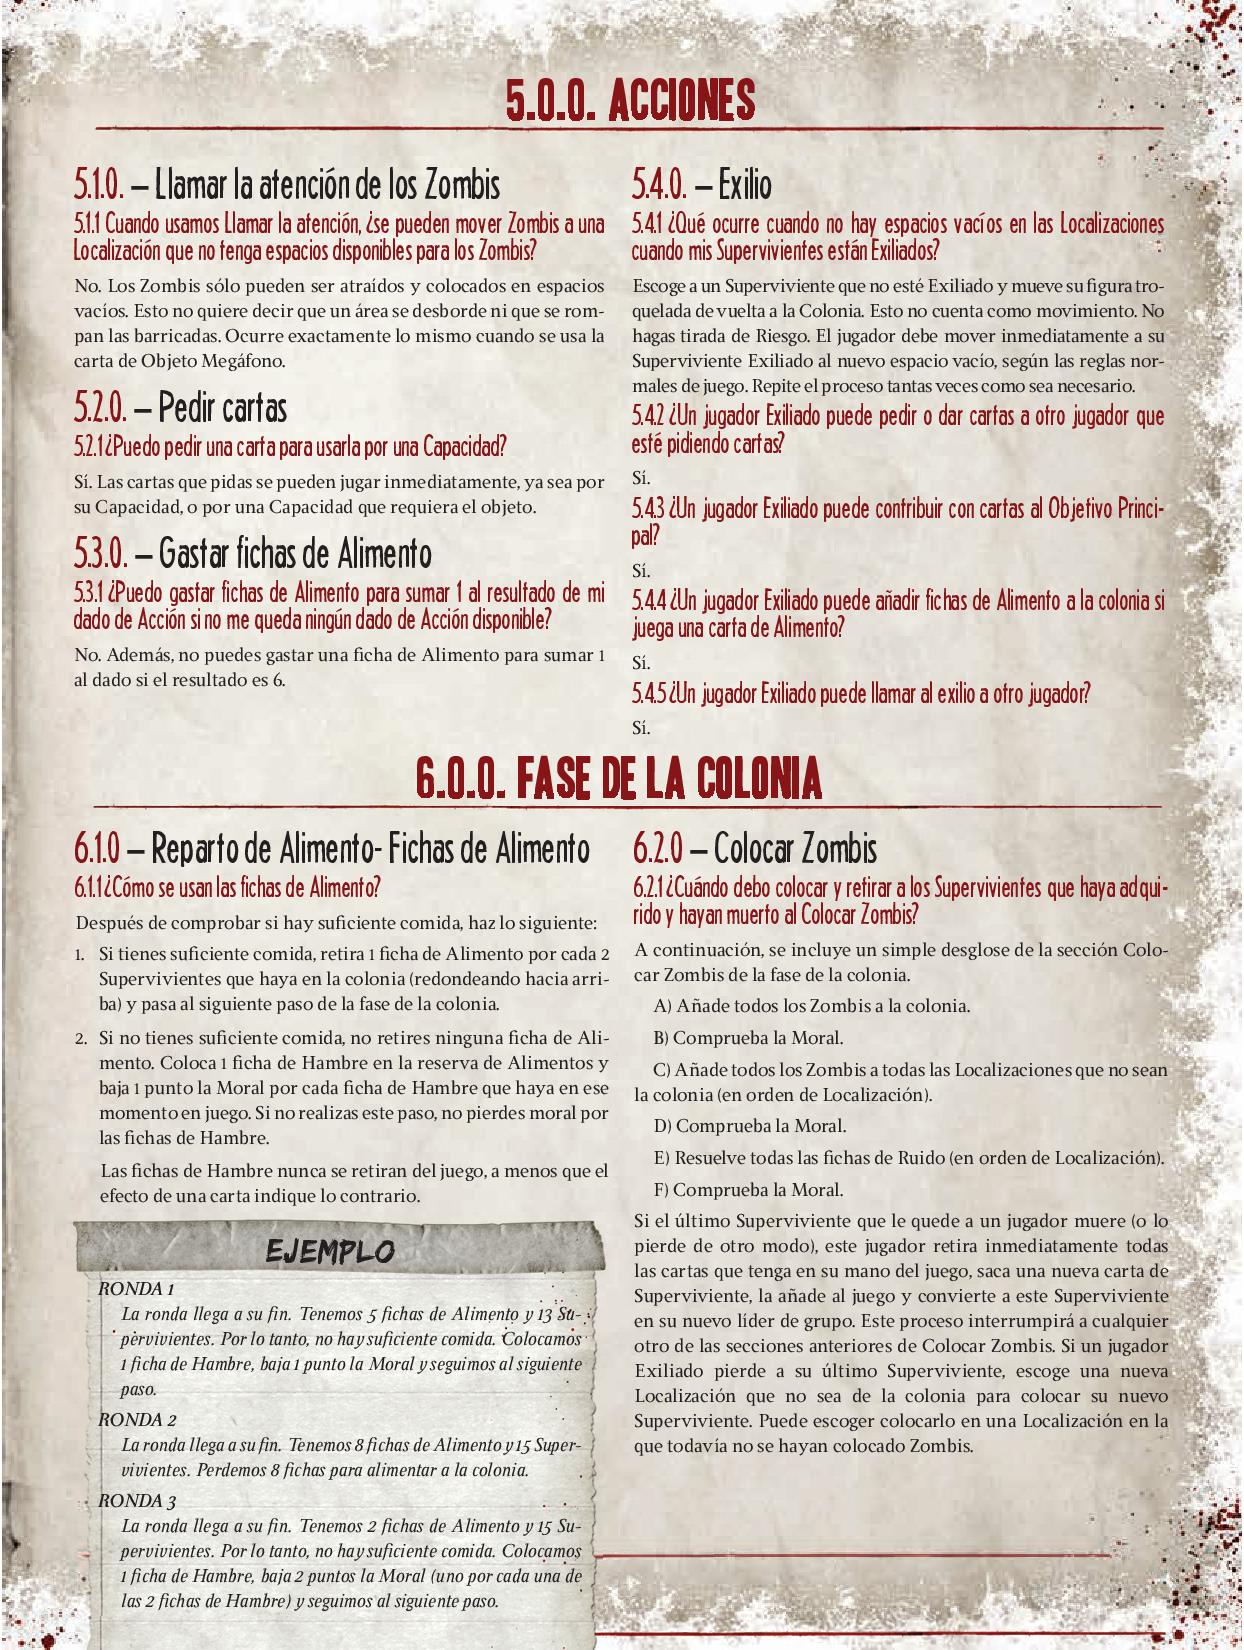 5.0.0. ACCIONES
5.1.0. – Llamar la atención de los Zombis
5.1.1 Cuando usamos Llamar la atención, ¿se pueden mover Zombis a una
Localización que no tenga espacios disponibles para los Zombis?
No. Los Zombis sólo pueden ser atraídos y colocados en espacios
vacíos. Esto no quiere decir que un área se desborde ni que se rom-
pan las barricadas. Ocurre exactamente lo mismo cuando se usa la
carta de Objeto Megáfono.
5.2.0. – Pedir cartas
5.2.1 ¿Puedo pedir una carta para usarla por una Capacidad?
Sí. Las cartas que pidas se pueden jugar inmediatamente, ya sea por
su Capacidad, o por una Capacidad que requiera el objeto.
5.3.0. – Gastar fichas de Alimento
5.3.1 ¿Puedo gastar fichas de Alimento para sumar 1 al resultado de mi
dado de Acción si no me queda ningún dado de Acción disponible?
No. Además, no puedes gastar una ficha de Alimento para sumar 1
al dado si el resultado es 6.
5.4.0. – Exilio
5.4.1 ¿Qué ocurre cuando no hay espacios vacíos en las Localizaciones
cuando mis Supervivientes están Exiliados?
Escoge a un Superviviente que no esté Exiliado y mueve su figura tro-
quelada de vuelta a la Colonia. Esto no cuenta como movimiento. No
hagas tirada de Riesgo. El jugador debe mover inmediatamente a su
Superviviente Exiliado al nuevo espacio vacío, según las reglas nor-
males de juego. Repite el proceso tantas veces como sea necesario.
5.4.2 ¿Un jugador Exiliado puede pedir o dar cartas a otro jugador que
esté pidiendo cartas?
Sí.
5.4.3 ¿Un jugador Exiliado puede contribuir con cartas al Objetivo Princi-
pal?
Sí.
5.4.4 ¿Un jugador Exiliado puede añadir fichas de Alimento a la colonia si
juega una carta de Alimento?
Sí.
5.4.5 ¿Un jugador Exiliado puede llamar al exilio a otro jugador?
Sí.
6.0.0. FASE DE LA COLONIA
6.1.0 – Reparto de Alimento- Fichas de Alimento
6.1.1 ¿Cómo se usan las fichas de Alimento?
Después de comprobar si hay suficiente comida, haz lo siguiente:
1. Si tienes suficiente comida, retira 1 ficha de Alimento por cada 2
Supervivientes que haya en la colonia (redondeando hacia arri-
ba) y pasa al siguiente paso de la fase de la colonia.
2. Si no tienes suficiente comida, no retires ninguna ficha de Ali-
mento. Coloca 1 ficha de Hambre en la reserva de Alimentos y
baja 1 punto la Moral por cada ficha de Hambre que haya en ese
momento en juego. Si no realizas este paso, no pierdes moral por
las fichas de Hambre.
Las fichas de Hambre nunca se retiran del juego, a menos que el
efecto de una carta indique lo contrario.
EJEMPLO
RONDA 1
La ronda llega a su fin. Tenemos 5 fichas de Alimento y 13 Su-
pervivientes. Por lo tanto, no hay suficiente comida. Colocamos
1 ficha de Hambre, baja 1 punto la Moral y seguimos al siguiente
paso.
RONDA 2
La ronda llega a su fin. Tenemos 8 fichas de Alimento y 15 Super-
vivientes. Perdemos 8 fichas para alimentar a la colonia.
RONDA 3
La ronda llega a su fin. Tenemos 2 fichas de Alimento y 15 Su-
pervivientes. Por lo tanto, no hay suficiente comida. Colocamos
1 ficha de Hambre, baja 2 puntos la Moral (uno por cada una de
las 2 fichas de Hambre) y seguimos al siguiente paso.
6.2.0 – Colocar Zombis
6.2.1 ¿Cuándo debo colocar y retirar a los Supervivientes que haya adqui-
rido y hayan muerto al Colocar Zombis?
A continuación, se incluye un simple desglose de la sección Colo-
car Zombis de la fase de la colonia.
A) Añade todos los Zombis a la colonia.
B) Comprueba la Moral.
C) Añade todos los Zombis a todas las Localizaciones que no sean
la colonia (en orden de Localización).
D) Comprueba la Moral.
E) Resuelve todas las fichas de Ruido (en orden de Localización).
F) Comprueba la Moral.
Si el último Superviviente que le quede a un jugador muere (o lo
pierde de otro modo), este jugador retira inmediatamente todas
las cartas que tenga en su mano del juego, saca una nueva carta de
Superviviente, la añade al juego y convierte a este Superviviente
en su nuevo líder de grupo. Este proceso interrumpirá a cualquier
otro de las secciones anteriores de Colocar Zombis. Si un jugador
Exiliado pierde a su último Superviviente, escoge una nueva
Localización que no sea de la colonia para colocar su nuevo
Superviviente. Puede escoger colocarlo en una Localización en la
que todavía no se hayan colocado Zombis.